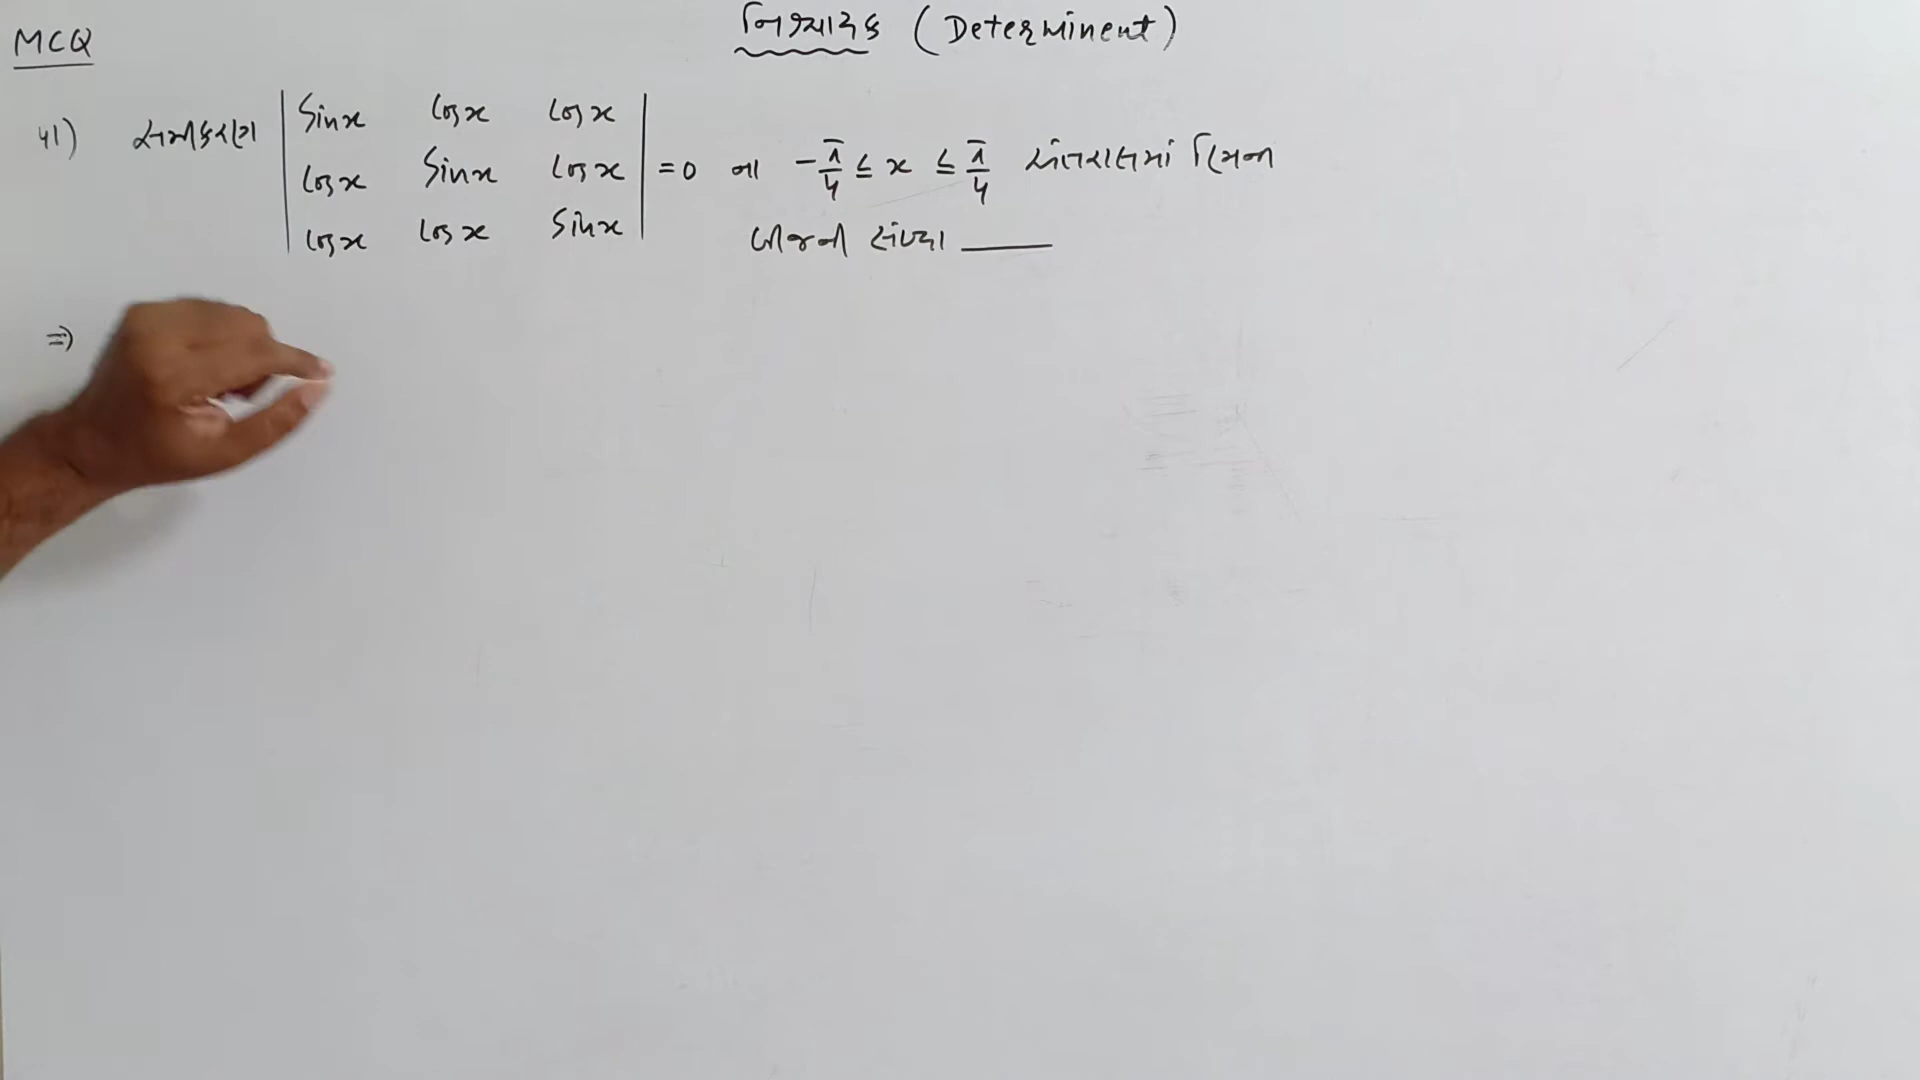 MCQ
નિશ્ચાયક (Determinent)
41) સમીકરણ | Sinx Cosx Cosx |
| Cosx Sinx Cosx | = 0 ના -π/4 ≤ x ≤ π/4 અંતરાલમાં ભિન્ન
| Cosx Cosx Sinx | બીજની સંખ્યા ____
⇒